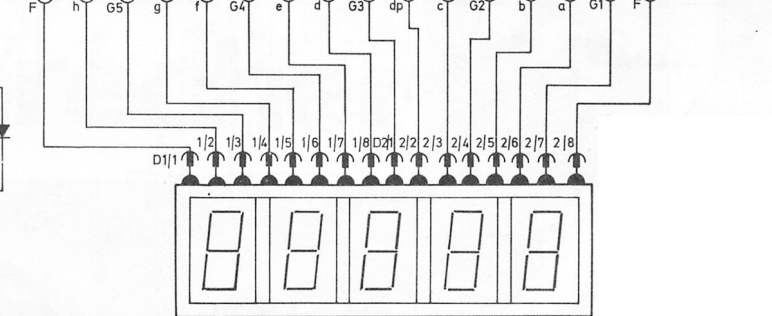 F h G5 g f G4 e d G3 dp c G2 b a G1 F
1/2 1/3 1/4 1/5 1/6 1/7 1/8 D2/1 2/2 2/3 2/4 2/5 2/6 2/7 2/8
D1/1